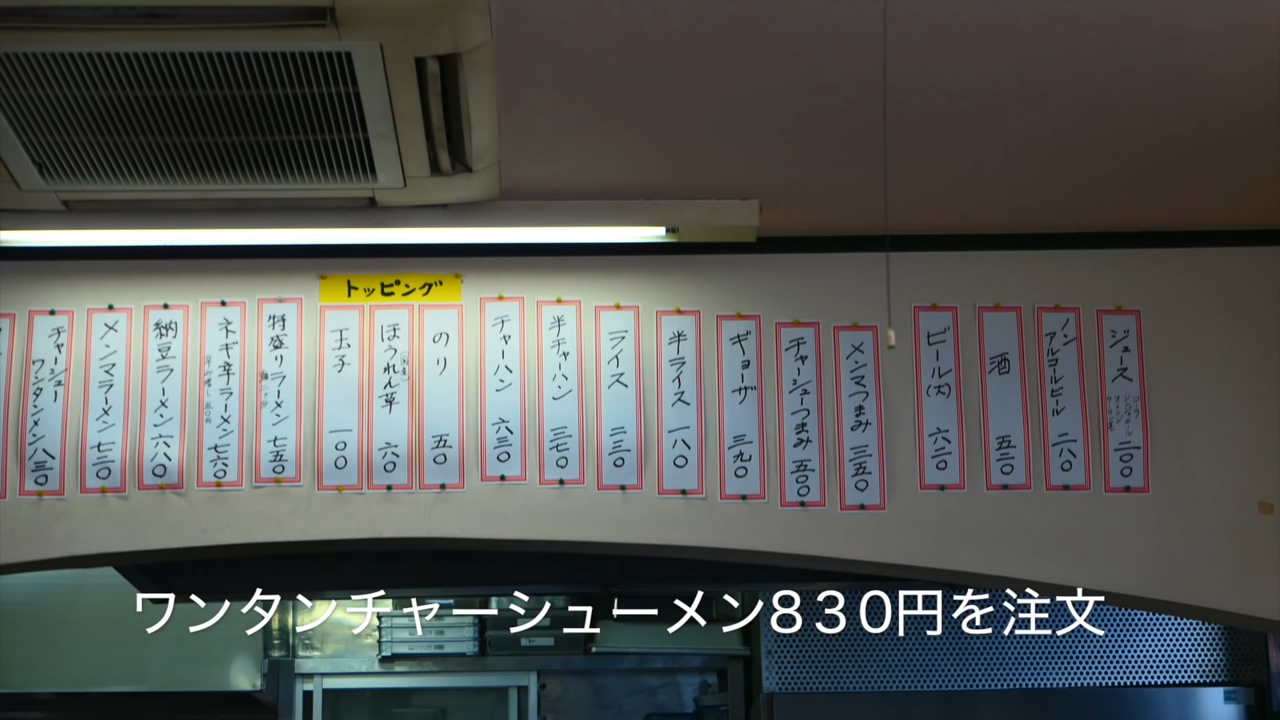 チャーシューワンタンメン 八三〇
メンマラーメン 七三〇
納豆ラーメン 六八〇
ネギ辛ラーメン 七六〇
特盛りラーメン 七五〇
トッピング
玉子 一〇〇
ほうれん草 六〇
のり 五〇
チャーハン 六三〇
半チャーハン 三七〇
ライス 二三〇
半ライス 一八〇
ギョーザ 三九〇
チャーシューつまみ 五〇〇
メンマつまみ 三五〇
ビール(大) 六二〇
酒 五二〇
ノンアルコールビール 二八〇
ジュース 二〇〇
ワンタンチャーシューメン830円を注文